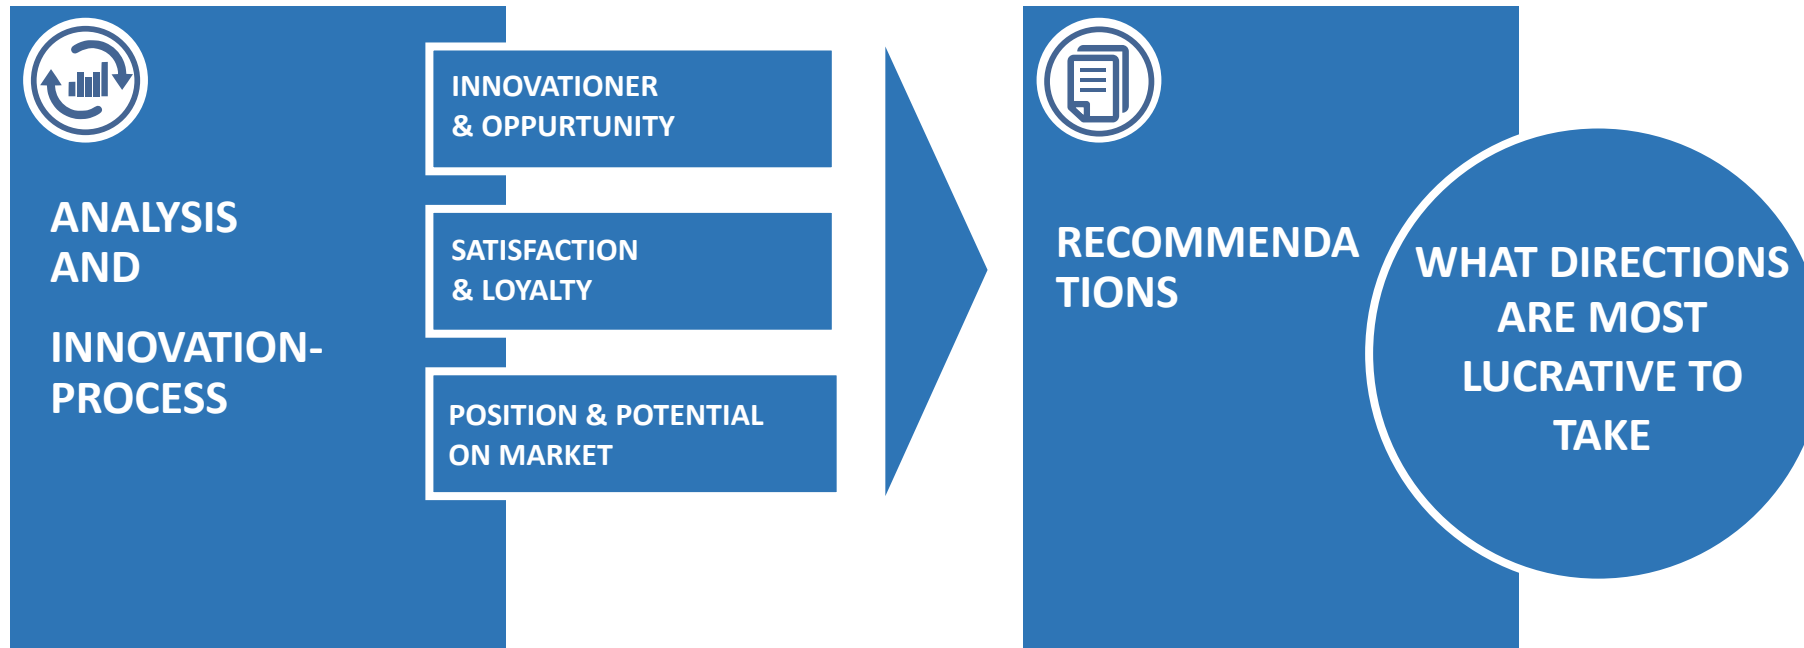 ANALYSIS
AND
INNOVATION-
PROCESS
INNOVATIONER
& OPPURTUNITY
SATISFACTION
& LOYALTY
POSITION & POTENTIAL
ON MARKET
RECOMMENDA
TIONS
WHAT DIRECTIONS
ARE MOST
LUCRATIVE TO
TAKE